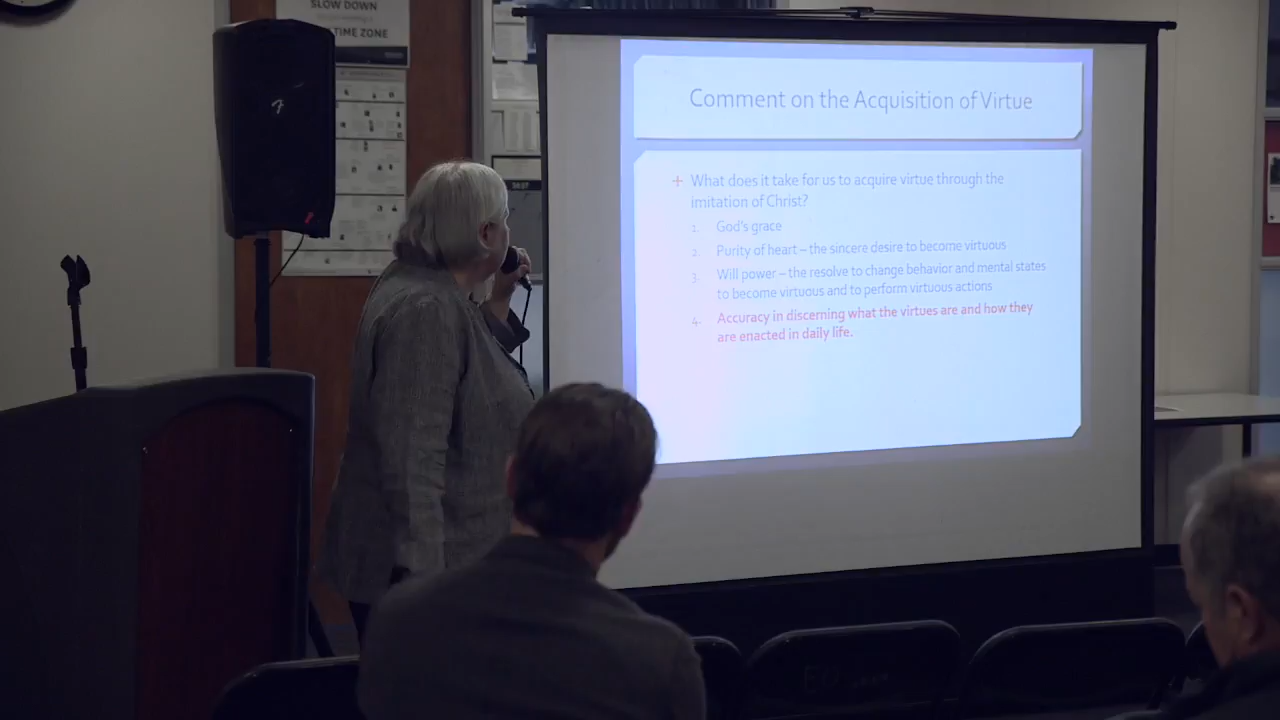 SLOW DOWN
TIME ZONE
Comment on the Acquisition of Virtue
+ What does it take for us to acquire virtue through the
imitation of Christ?
1. God's grace
2. Purity of heart – the sincere desire to become virtuous
3. Will power – the resolve to change behavior and mental states
to become virtuous and to perform virtuous actions
4. Accuracy in discerning what the virtues are and how they
are enacted in daily life.